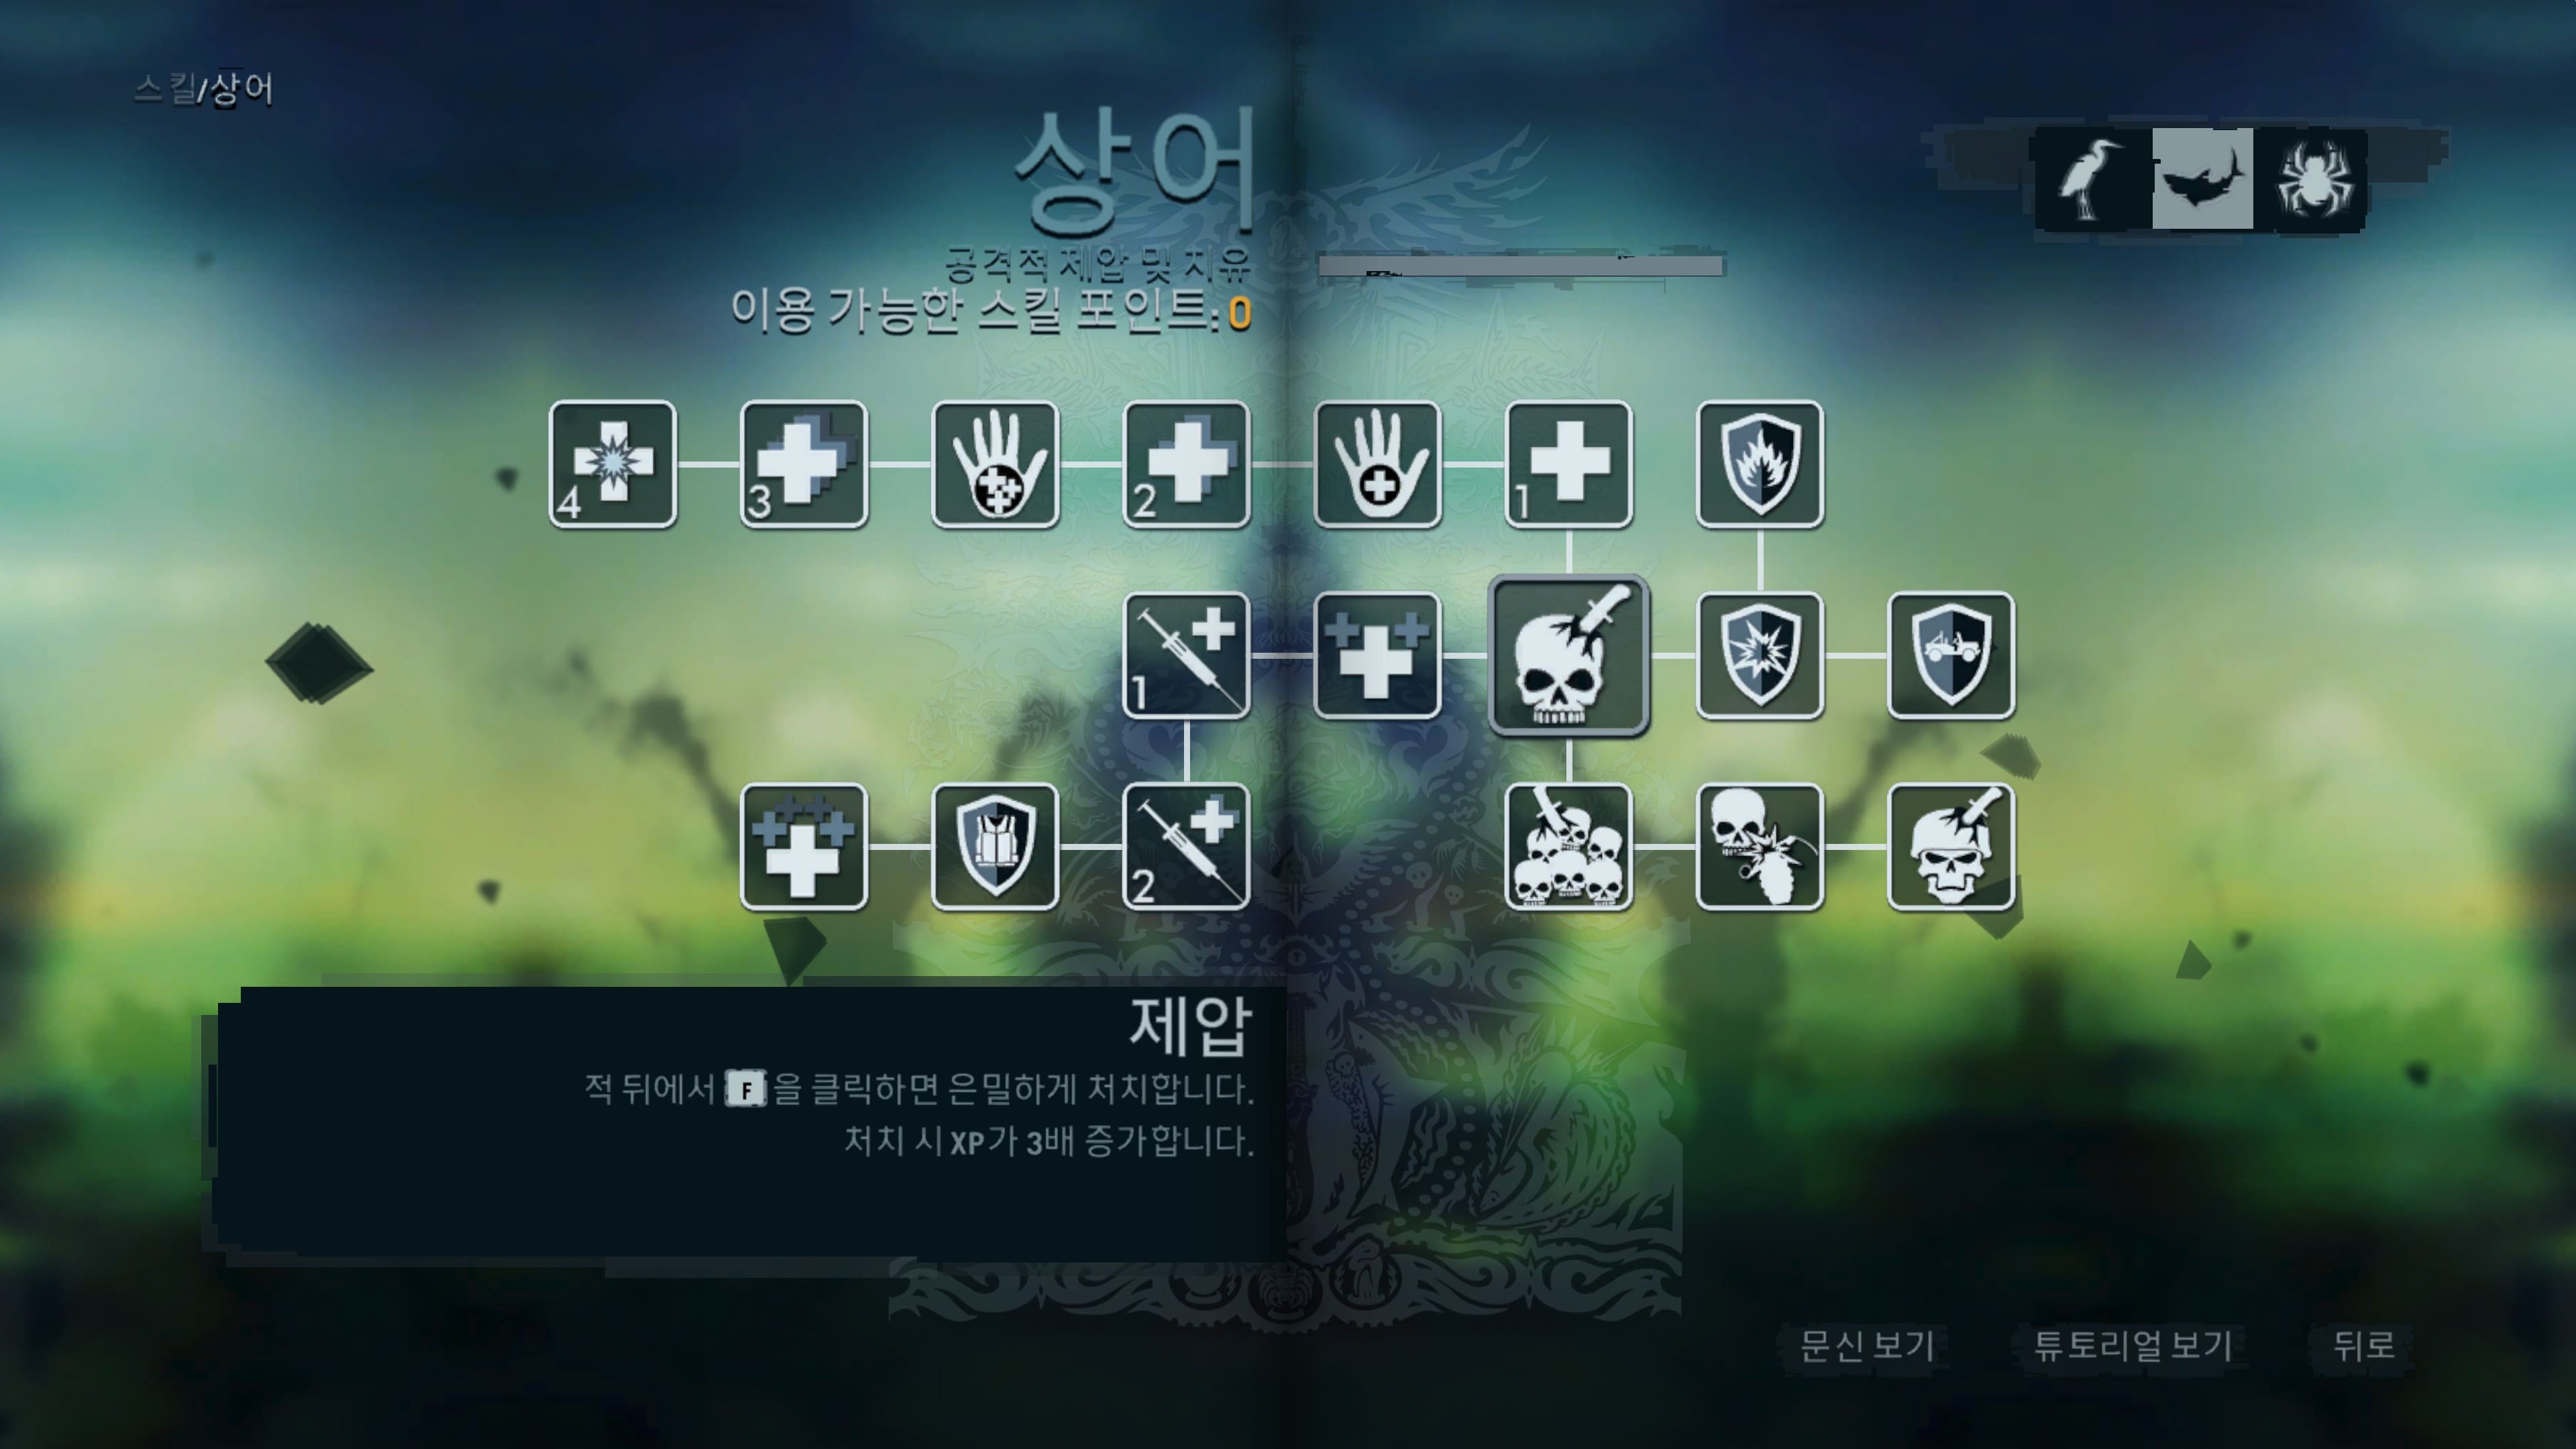 스킬/상어
상어
공격적 제압 및 치유
이용 가능한 스킬 포인트: 0
4
3
2
1
1
2
제압
적 뒤에서 F 을 클릭하면 은밀하게 처치합니다.
처치 시 XP가 3배 증가합니다.
문신 보기
튜토리얼 보기
뒤로